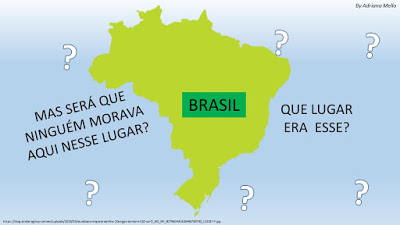 By Adriana Mello
MAS SERÁ QUE
NINGUÉM MORAVA
AQUI NESSE LUGAR?
BRASIL
QUE LUGAR
ERA ESSE?